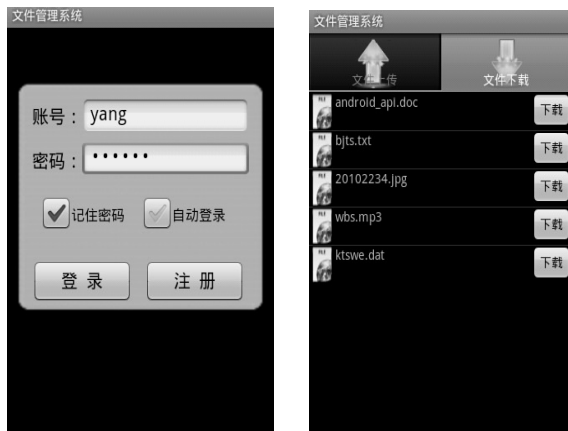 文件管理系统
账号： yang
密码： ••••••
记住密码 自动登录
登 录 注 册
文件管理系统
文件上传 文件下载
android_api.doc 下载
bjts.txt 下载
20102234.jpg 下载
wbs.mp3 下载
ktswe.dat 下载